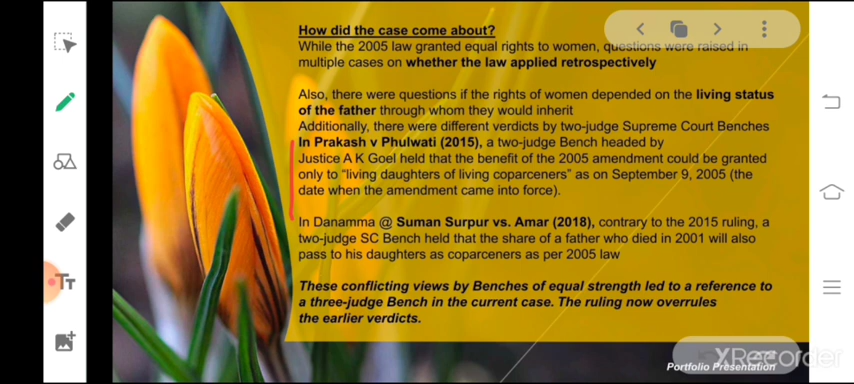 How did the case come about?
While the 2005 law granted equal rights to women, questions were raised in
multiple cases on whether the law applied retrospectively
Also, there were questions if the rights of women depended on the living status
of the father through whom they would inherit
Additionally, there were different verdicts by two-judge Supreme Court Benches
In Prakash v Phulwati (2015), a two-judge Bench headed by
Justice A K Goel held that the benefit of the 2005 amendment could be granted
only to “living daughters of living coparceners” as on September 9, 2005 (the
date when the amendment came into force).
In Danamma @ Suman Surpur vs. Amar (2018), contrary to the 2015 ruling, a
two-judge SC Bench held that the share of a father who died in 2001 will also
pass to his daughters as coparceners as per 2005 law
These conflicting views by Benches of equal strength led to a reference to
a three-judge Bench in the current case. The ruling now overrules
the earlier verdicts.
Tт
XRecorder
Portfolio Presentation